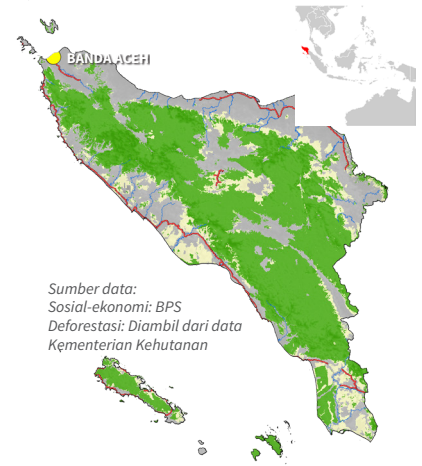 BANDA ACEH
Sumber data:
Sosial-ekonomi: BPS
Deforestasi: Diambil dari data
Kementerian Kehutanan